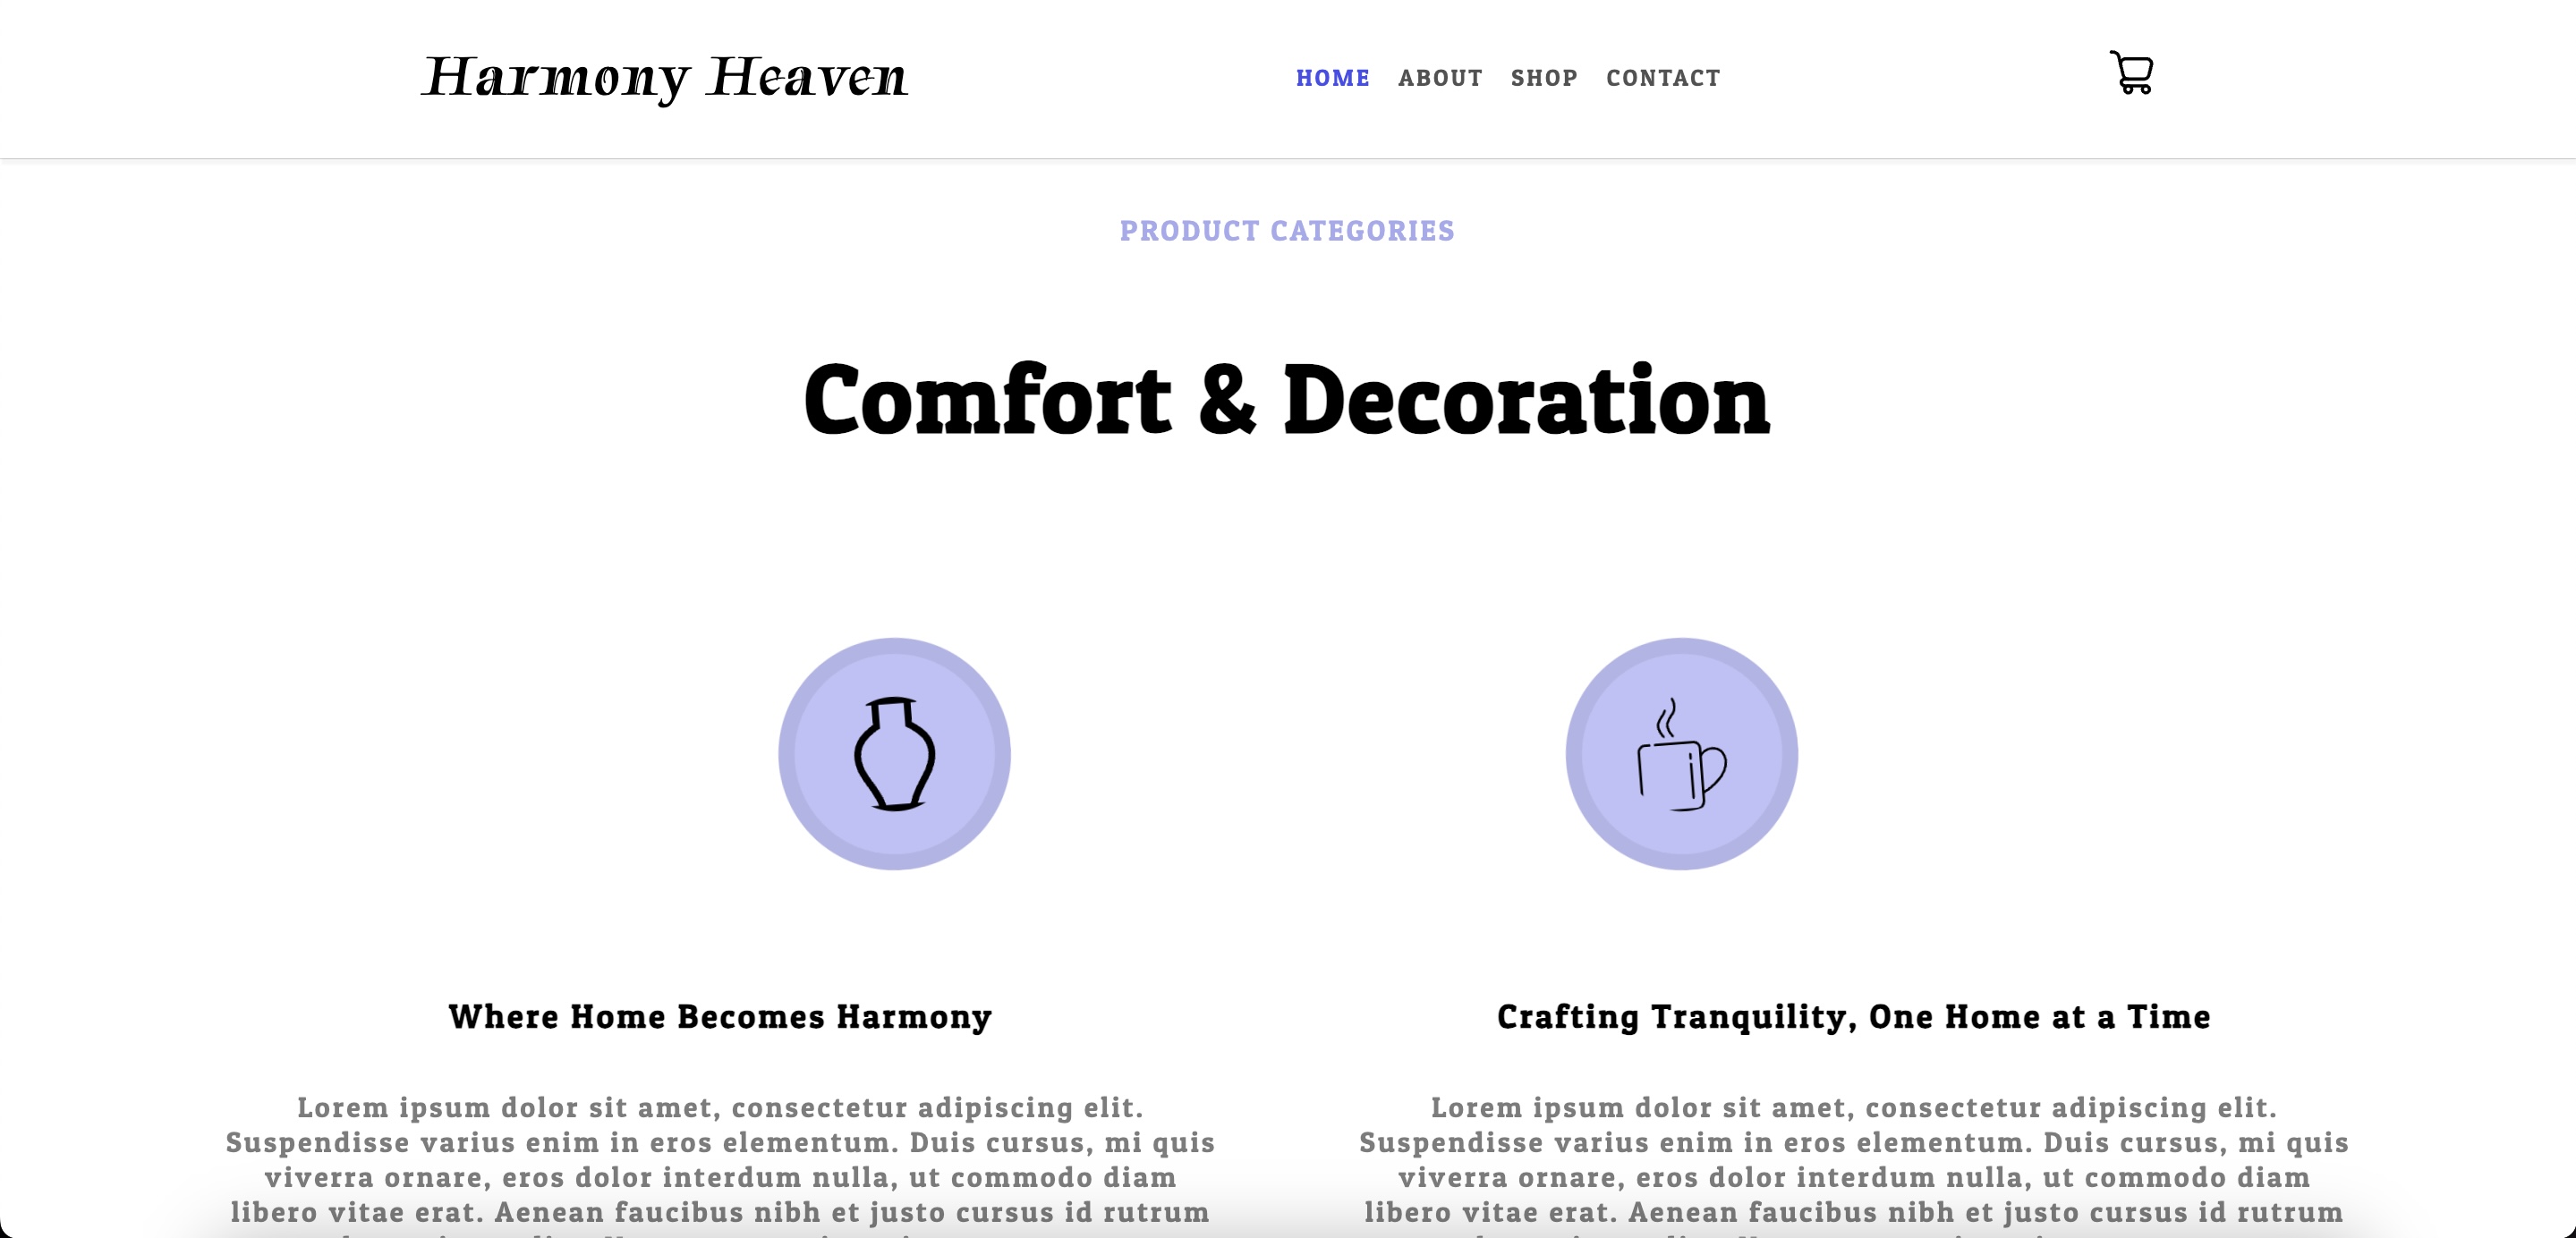 Harmony Heaven
HOME ABOUT SHOP CONTACT
PRODUCT CATEGORIES
Comfort & Decoration
Where Home Becomes Harmony
Lorem ipsum dolor sit amet, consectetur adipiscing elit.
Suspendisse varius enim in eros elementum. Duis cursus, mi quis
viverra ornare, eros dolor interdum nulla, ut commodo diam
libero vitae erat. Aenean faucibus nibh et justo cursus id rutrum
Crafting Tranquility, One Home at a Time
Lorem ipsum dolor sit amet, consectetur adipiscing elit.
Suspendisse varius enim in eros elementum. Duis cursus, mi quis
viverra ornare, eros dolor interdum nulla, ut commodo diam
libero vitae erat. Aenean faucibus nibh et justo cursus id rutrum